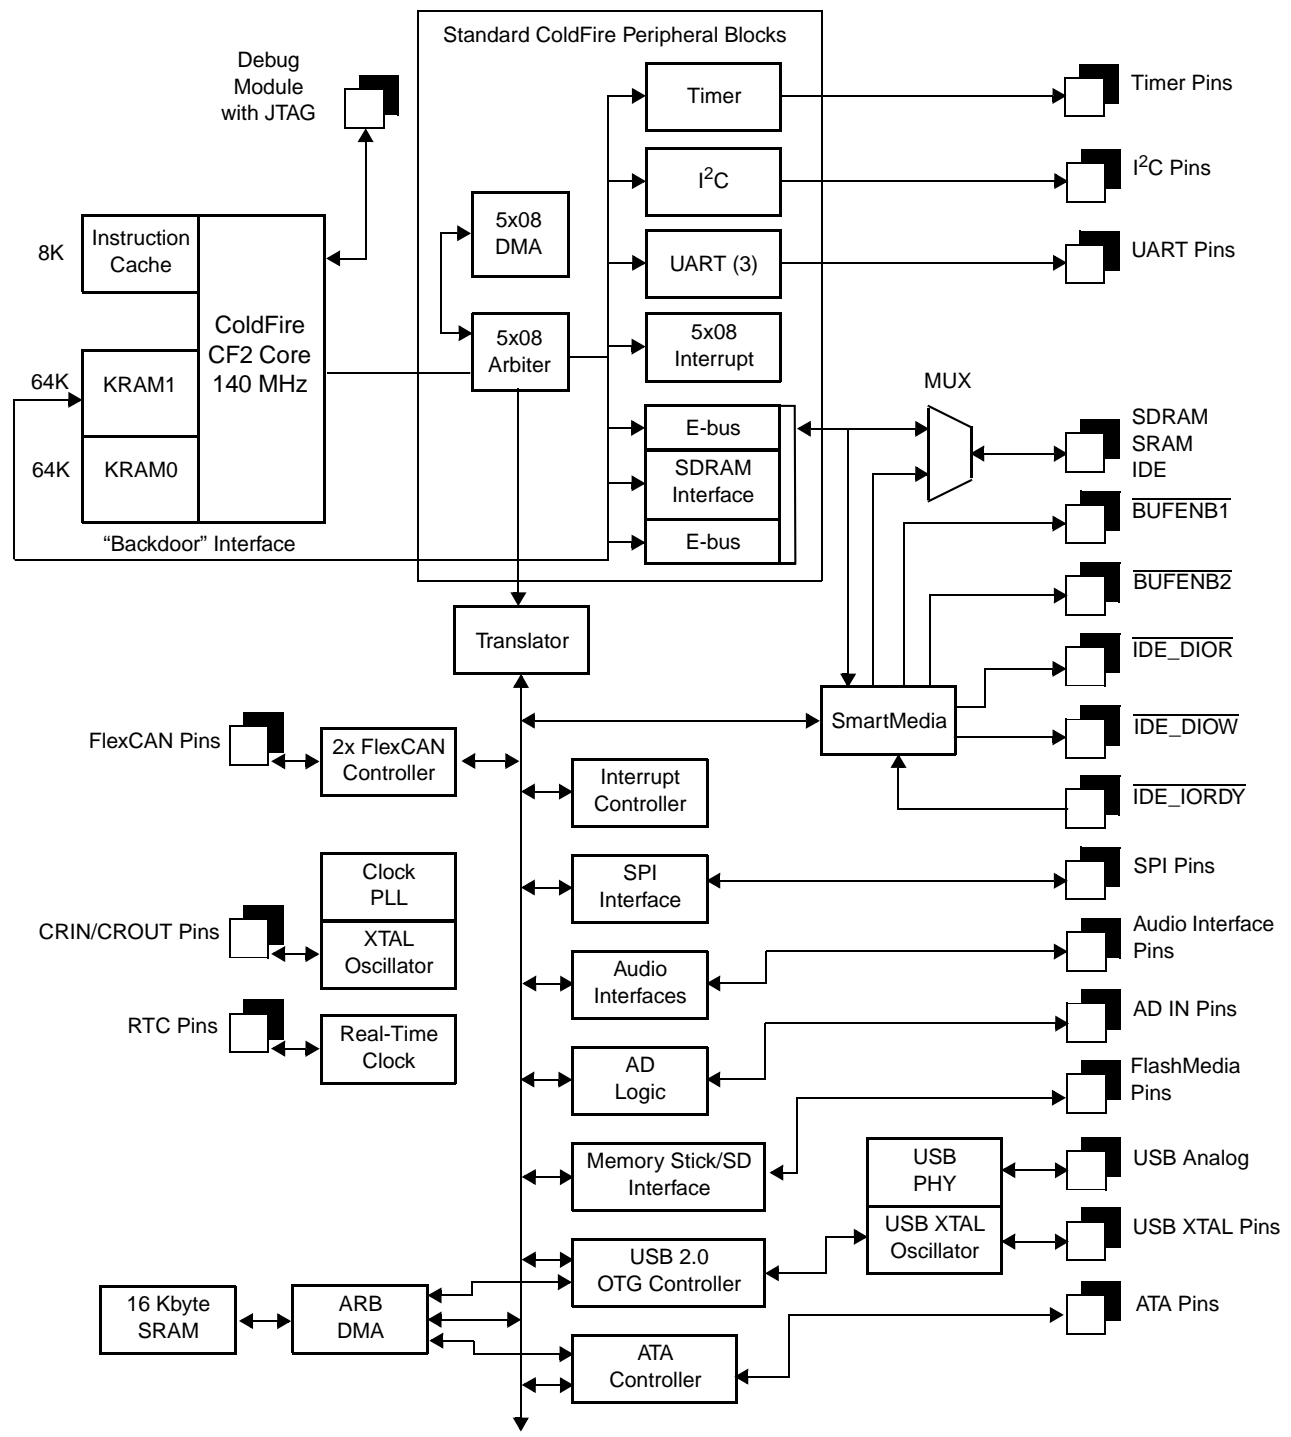 Standard ColdFire Peripheral Blocks
Debug
Module
with JTAG
Timer
Timer Pins
I²C
I²C Pins
5x08
DMA
UART (3)
UART Pins
8K
Instruction
Cache
ColdFire
CF2 Core
140 MHz
5x08
Arbiter
5x08
Interrupt
64K
KRAM1
64K
KRAM0
MUX
E-bus
SDRAM
Interface
E-bus
SDRAM
SRAM
IDE
BUFENB1
"Backdoor" Interface
BUFENB2
Translator
IDE_DIOR
SmartMedia
IDE_DIOW
FlexCAN Pins
2x FlexCAN
Controller
Interrupt
Controller
IDE_IORDY
Clock
PLL
SPI
Interface
SPI Pins
CRIN/CROUT Pins
XTAL
Oscillator
Audio
Interfaces
Audio Interface
Pins
RTC Pins
Real-Time
Clock
AD
Logic
AD IN Pins
FlashMedia
Pins
Memory Stick/SD
Interface
USB
PHY
USB Analog
USB XTAL
Oscillator
USB XTAL Pins
USB 2.0
OTG Controller
16 Kbyte
SRAM
ARB
DMA
ATA
Controller
ATA Pins